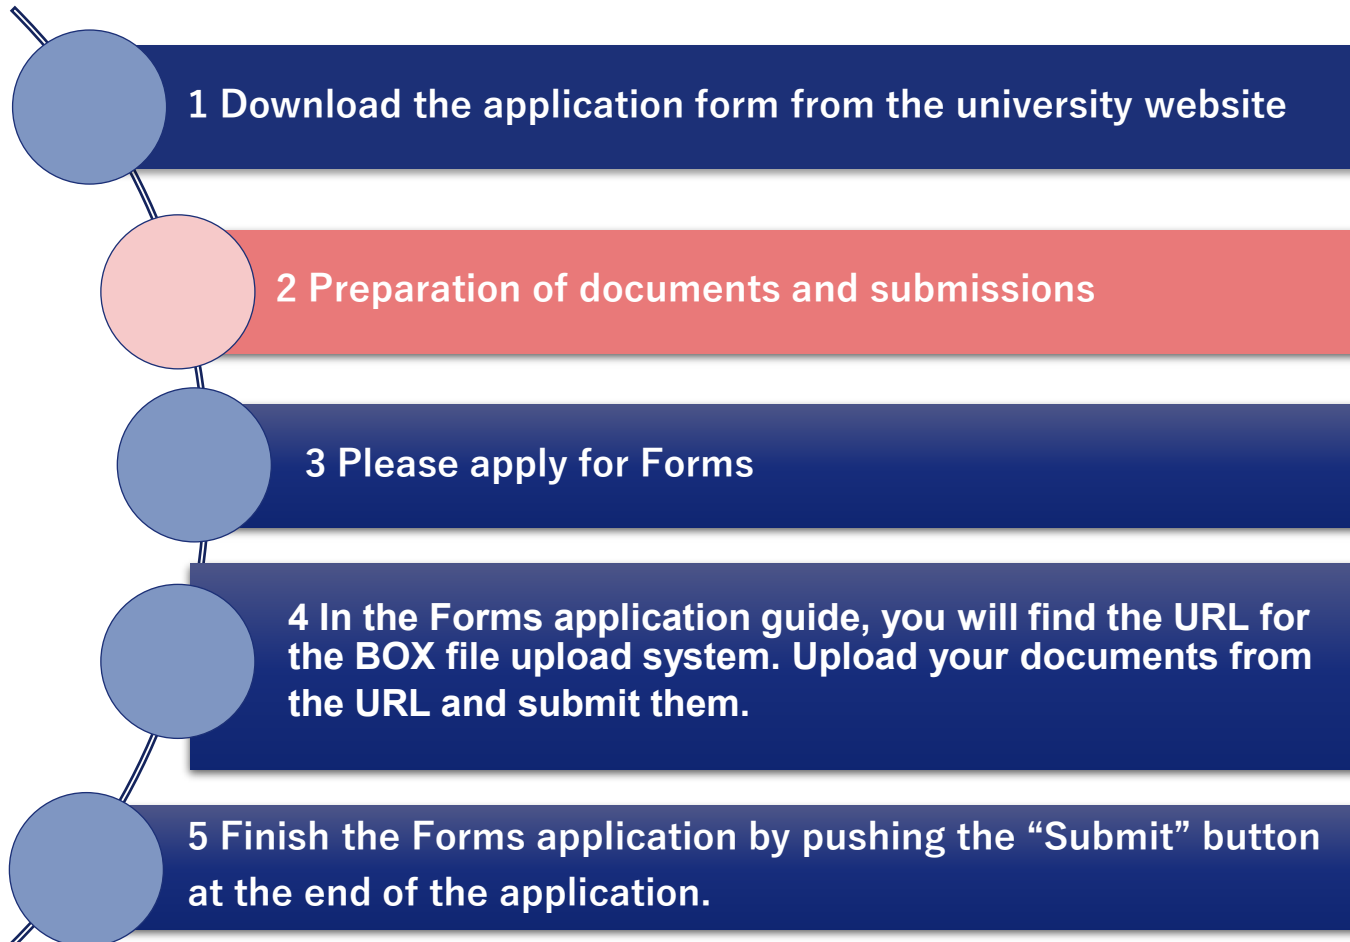 1 Download the application form from the university website
2 Preparation of documents and submissions
3 Please apply for Forms
4 In the Forms application guide, you will find the URL for
the BOX file upload system. Upload your documents from
the URL and submit them.
5 Finish the Forms application by pushing the “Submit” button
at the end of the application.